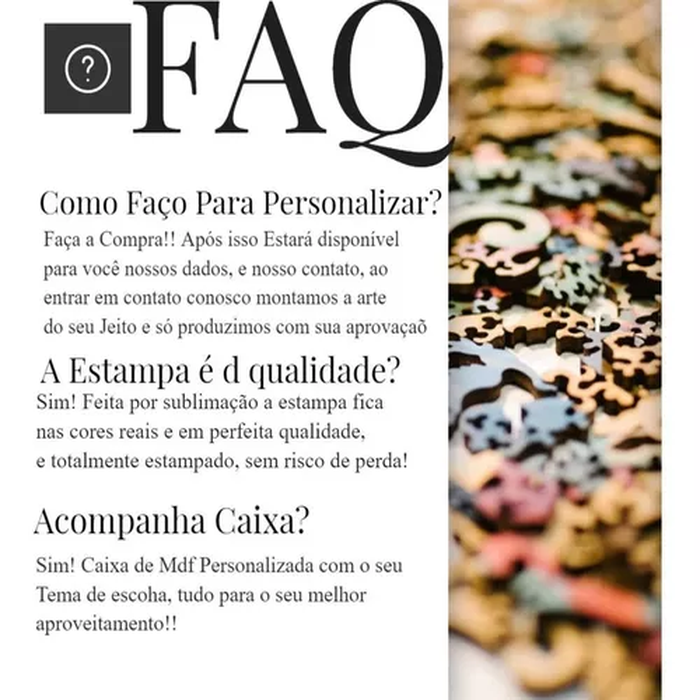 ?
FAQ
Como Faço Para Personalizar?
Faça a Compra!! Após isso Estará disponível
para você nossos dados, e nosso contato, ao
entrar em contato conosco montamos a arte
do seu Jeito e só produzimos com sua aprovaçaõ
A Estampa é d qualidade?
Sim! Feita por sublimação a estampa fica
nas cores reais e em perfeita qualidade,
e totalmente estampado, sem risco de perda!
Acompanha Caixa?
Sim! Caixa de Mdf Personalizada com o seu
Tema de escoha, tudo para o seu melhor
aproveitamento!!